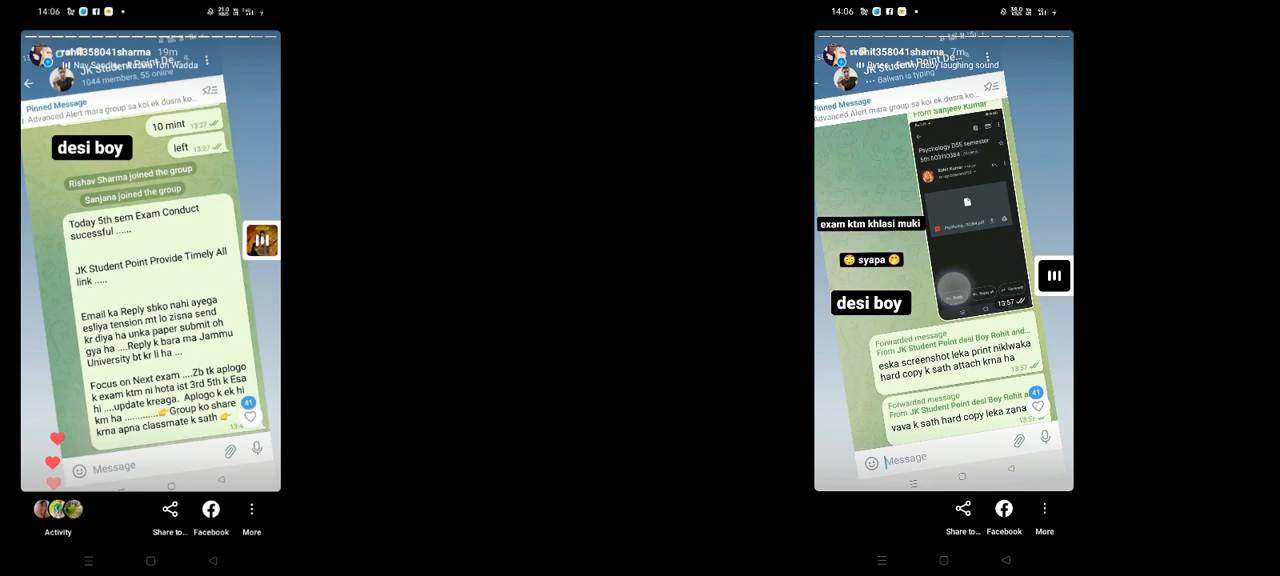 14:06
rohit358041sharma 19m
JK Student Point De...
1044 members, 55 online
Pinned Message
Advanced Alert mara group sa koi ek dusra ko...
10 mint 13:27
desi boy
left 13:27
Rishav Sharma joined the group
Sanjana joined the group
Today 5th sem Exam Conduct
sucessful ......
JK Student Point Provide Timely All
link .....
Email ka Reply sbko nahi ayega
esliya tension mt lo zisna send
kr diya ha unka paper submit oh
gya ha ....Reply k bara ma Jammu
University bt kr li ha ...
Focus on Next exam ....Zb tk aplogo
k exam ktm ni hota ist 3rd 5th k Esa
hi ....update kreaga. Aplogo k ek hi
km ha .............👉Group ko share
krna apna classmate k sath 👉
41
Message
Activity
Share to...
Facebook
More
14:06
rohit358041sharma 7m
JK Student Point De...
Balwan is typing
Pinned Message
Advanced Alert mara group sa koi ek dusra ko...
From Sanjeev Kumar
Psychology DSE semester
exam ktm khlasi muki
😳 syapa 🤭
desi boy
13:57
Forwarded message
From JK Student Point desi Boy Rohit and...
eska screenshot leka print niklwaka
hard copy k sath attach krna ha
13:57
41
Forwarded message
From JK Student Point desi Boy Rohit a
vava k sath hard copy leka zana
Message
Share to...
Facebook
More